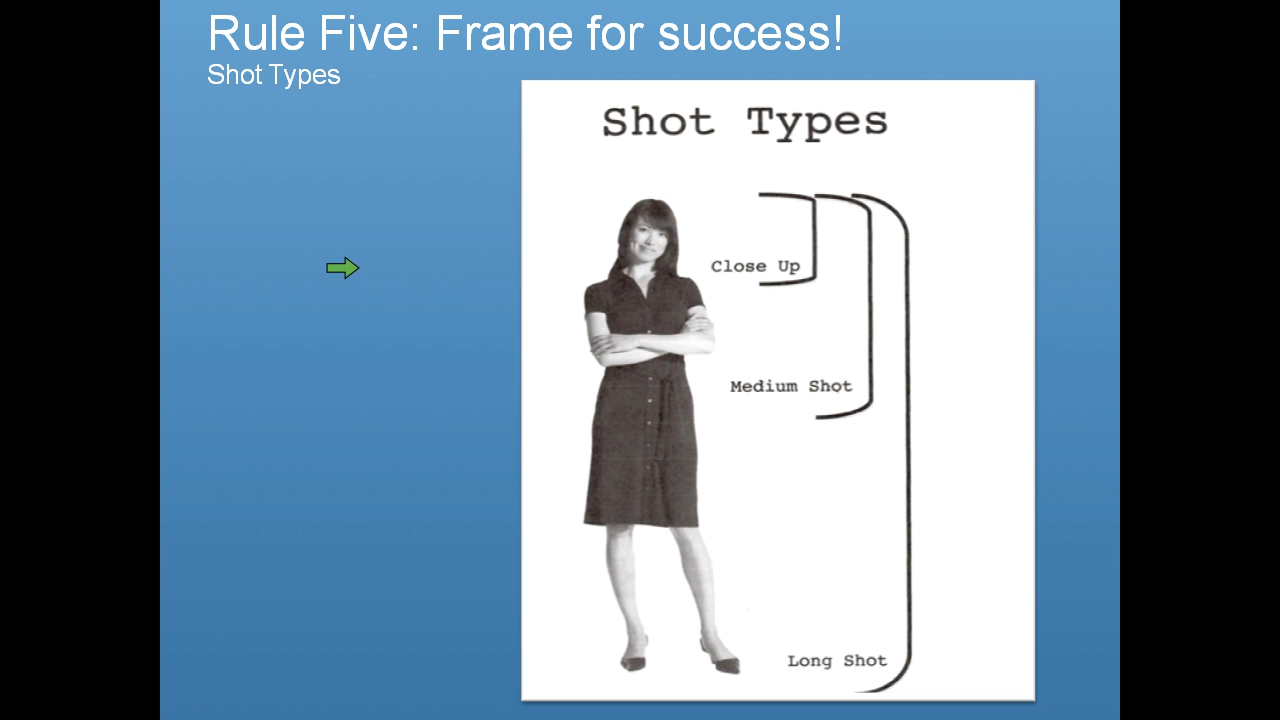 Rule Five: Frame for success!
Shot Types
Shot Types
Close Up
Medium Shot
Long Shot